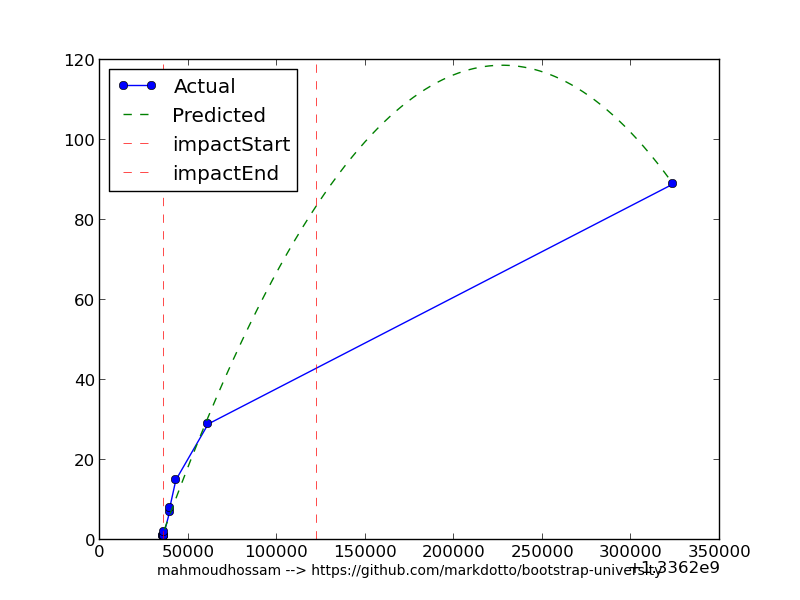 120
100
80
60
40
20
0
Actual
Predicted
impactStart
impactEnd
0 50000 100000 150000 200000 250000 300000 350000
+1.3362e9
mahmoudhossam --> https://github.com/markdotto/bootstrap-university